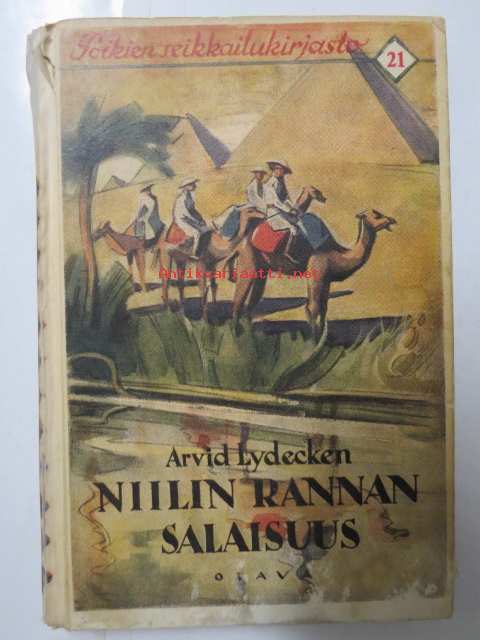 Poikien seikkailukirjasto
21
Antikvariaatti.net
Arvid Lydecken
NIILIN RANNAN
SALAISUUS
OTAVA